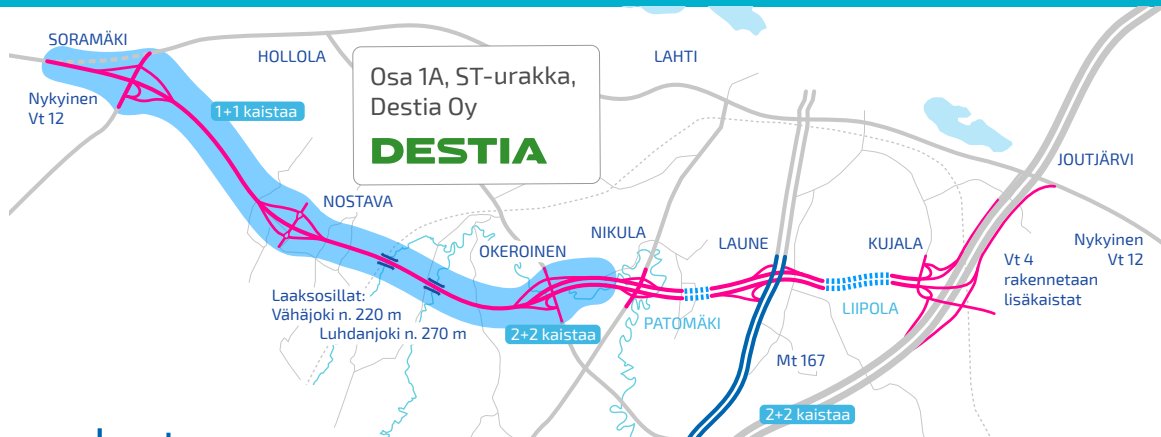 SORAMÄKI
HOLLOLA
LAHTI
Osa 1A, ST-urakka,
Destia Oy
DESTIA
Nykyinen
Vt 12
1+1 kaistaa
JOUTJÄRVI
NOSTAVA
NIKULA
OKEROINEN
LAUNE
KUJALA
Nykyinen
Vt 12
Vt 4
rakennetaan
lisäkaistat
Laaksosillat:
Vähäjoki n. 220 m
Luhdanjoki n. 270 m
2+2 kaistaa
PATOMÄKI
LIIPOLA
Mt 167
2+2 kaistaa